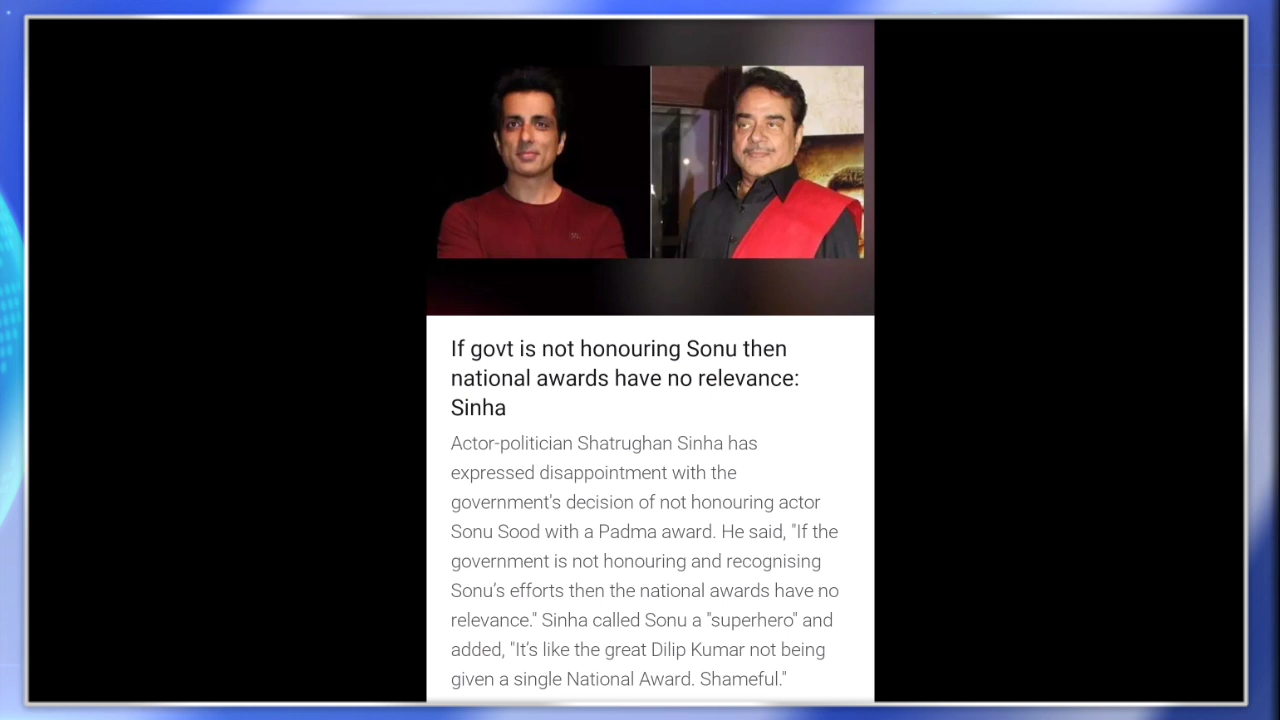 If govt is not honouring Sonu then
national awards have no relevance:
Sinha
Actor-politician Shatrughan Sinha has
expressed disappointment with the
government's decision of not honouring actor
Sonu Sood with a Padma award. He said, "If the
government is not honouring and recognising
Sonu’s efforts then the national awards have no
relevance." Sinha called Sonu a "superhero" and
added, "It’s like the great Dilip Kumar not being
given a single National Award. Shameful."